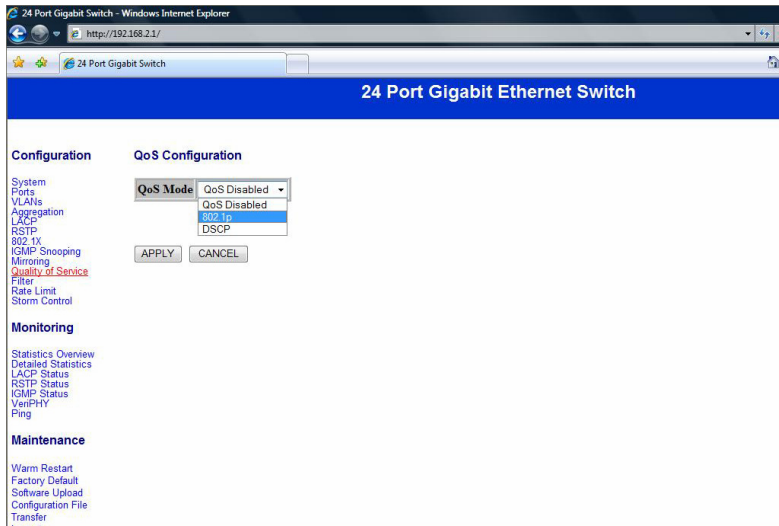 24 Port Gigabit Switch - Windows Internet Explorer
http://192.168.2.1/
24 Port Gigabit Switch
24 Port Gigabit Ethernet Switch
Configuration
System
Ports
VLANs
Aggregation
LACP
RSTP
802.1X
IGMP Snooping
Mirroring
Quality of Service
Filter
Rate Limit
Storm Control
Monitoring
Statistics Overview
Detailed Statistics
LACP Status
RSTP Status
IGMP Status
VeriPHY
Ping
Maintenance
Warm Restart
Factory Default
Software Upload
Configuration File
Transfer
QoS Configuration
QoS Mode QoS Disabled
QoS Disabled
802.1p
DSCP
APPLY CANCEL